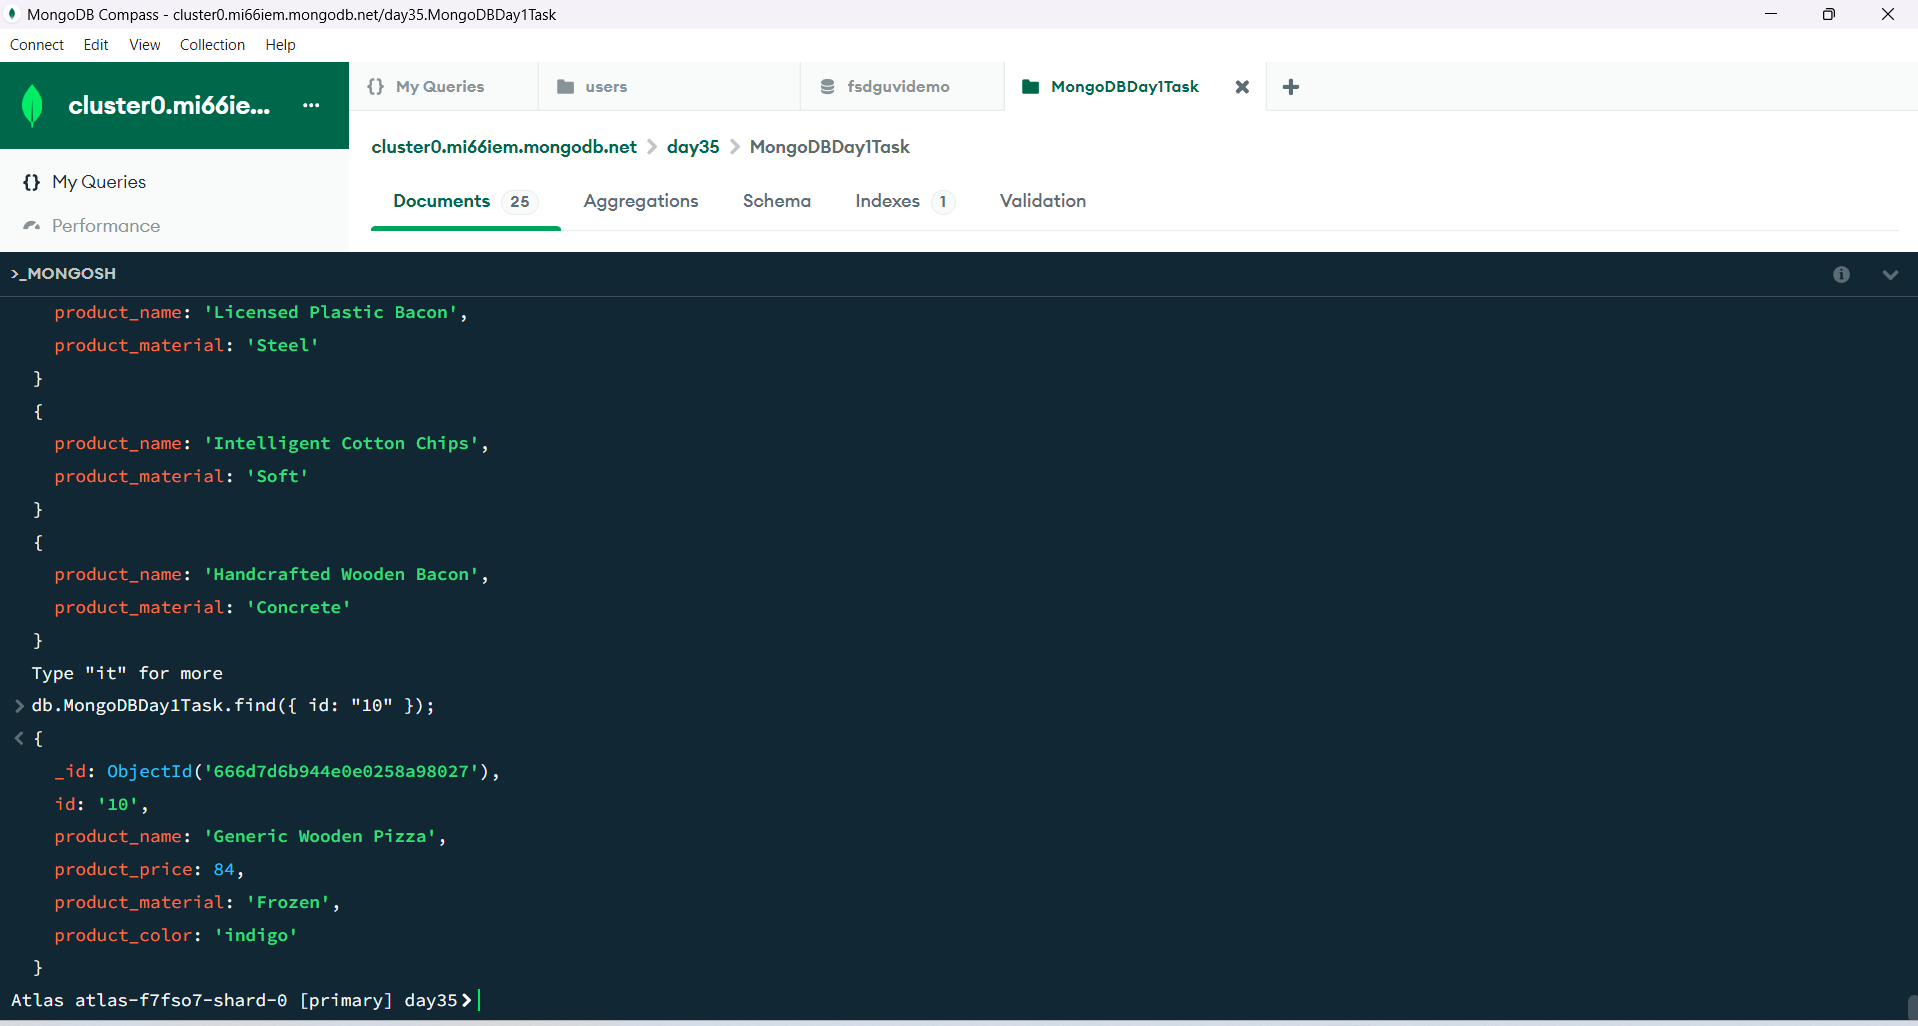 MongoDB Compass - cluster0.mi66iem.mongodb.net/day35.MongoDBDay1Task
Connect Edit View Collection Help
cluster0.mi66ie... ...
{} My Queries
Performance
{} My Queries users fsdguvidemo MongoDBDay1Task
cluster0.mi66iem.mongodb.net > day35 > MongoDBDay1Task
Documents 25 Aggregations Schema Indexes 1 Validation
>_MONGOSH
product_name: 'Licensed Plastic Bacon',
product_material: 'Steel'
}
{
product_name: 'Intelligent Cotton Chips',
product_material: 'Soft'
}
{
product_name: 'Handcrafted Wooden Bacon',
product_material: 'Concrete'
}
Type "it" for more
> db.MongoDBDay1Task.find({ id: "10" });
< {
_id: ObjectId('666d7d6b944e0e0258a98027'),
id: '10',
product_name: 'Generic Wooden Pizza',
product_price: 84,
product_material: 'Frozen',
product_color: 'indigo'
}
Atlas atlas-f7fso7-shard-0 [primary] day35>